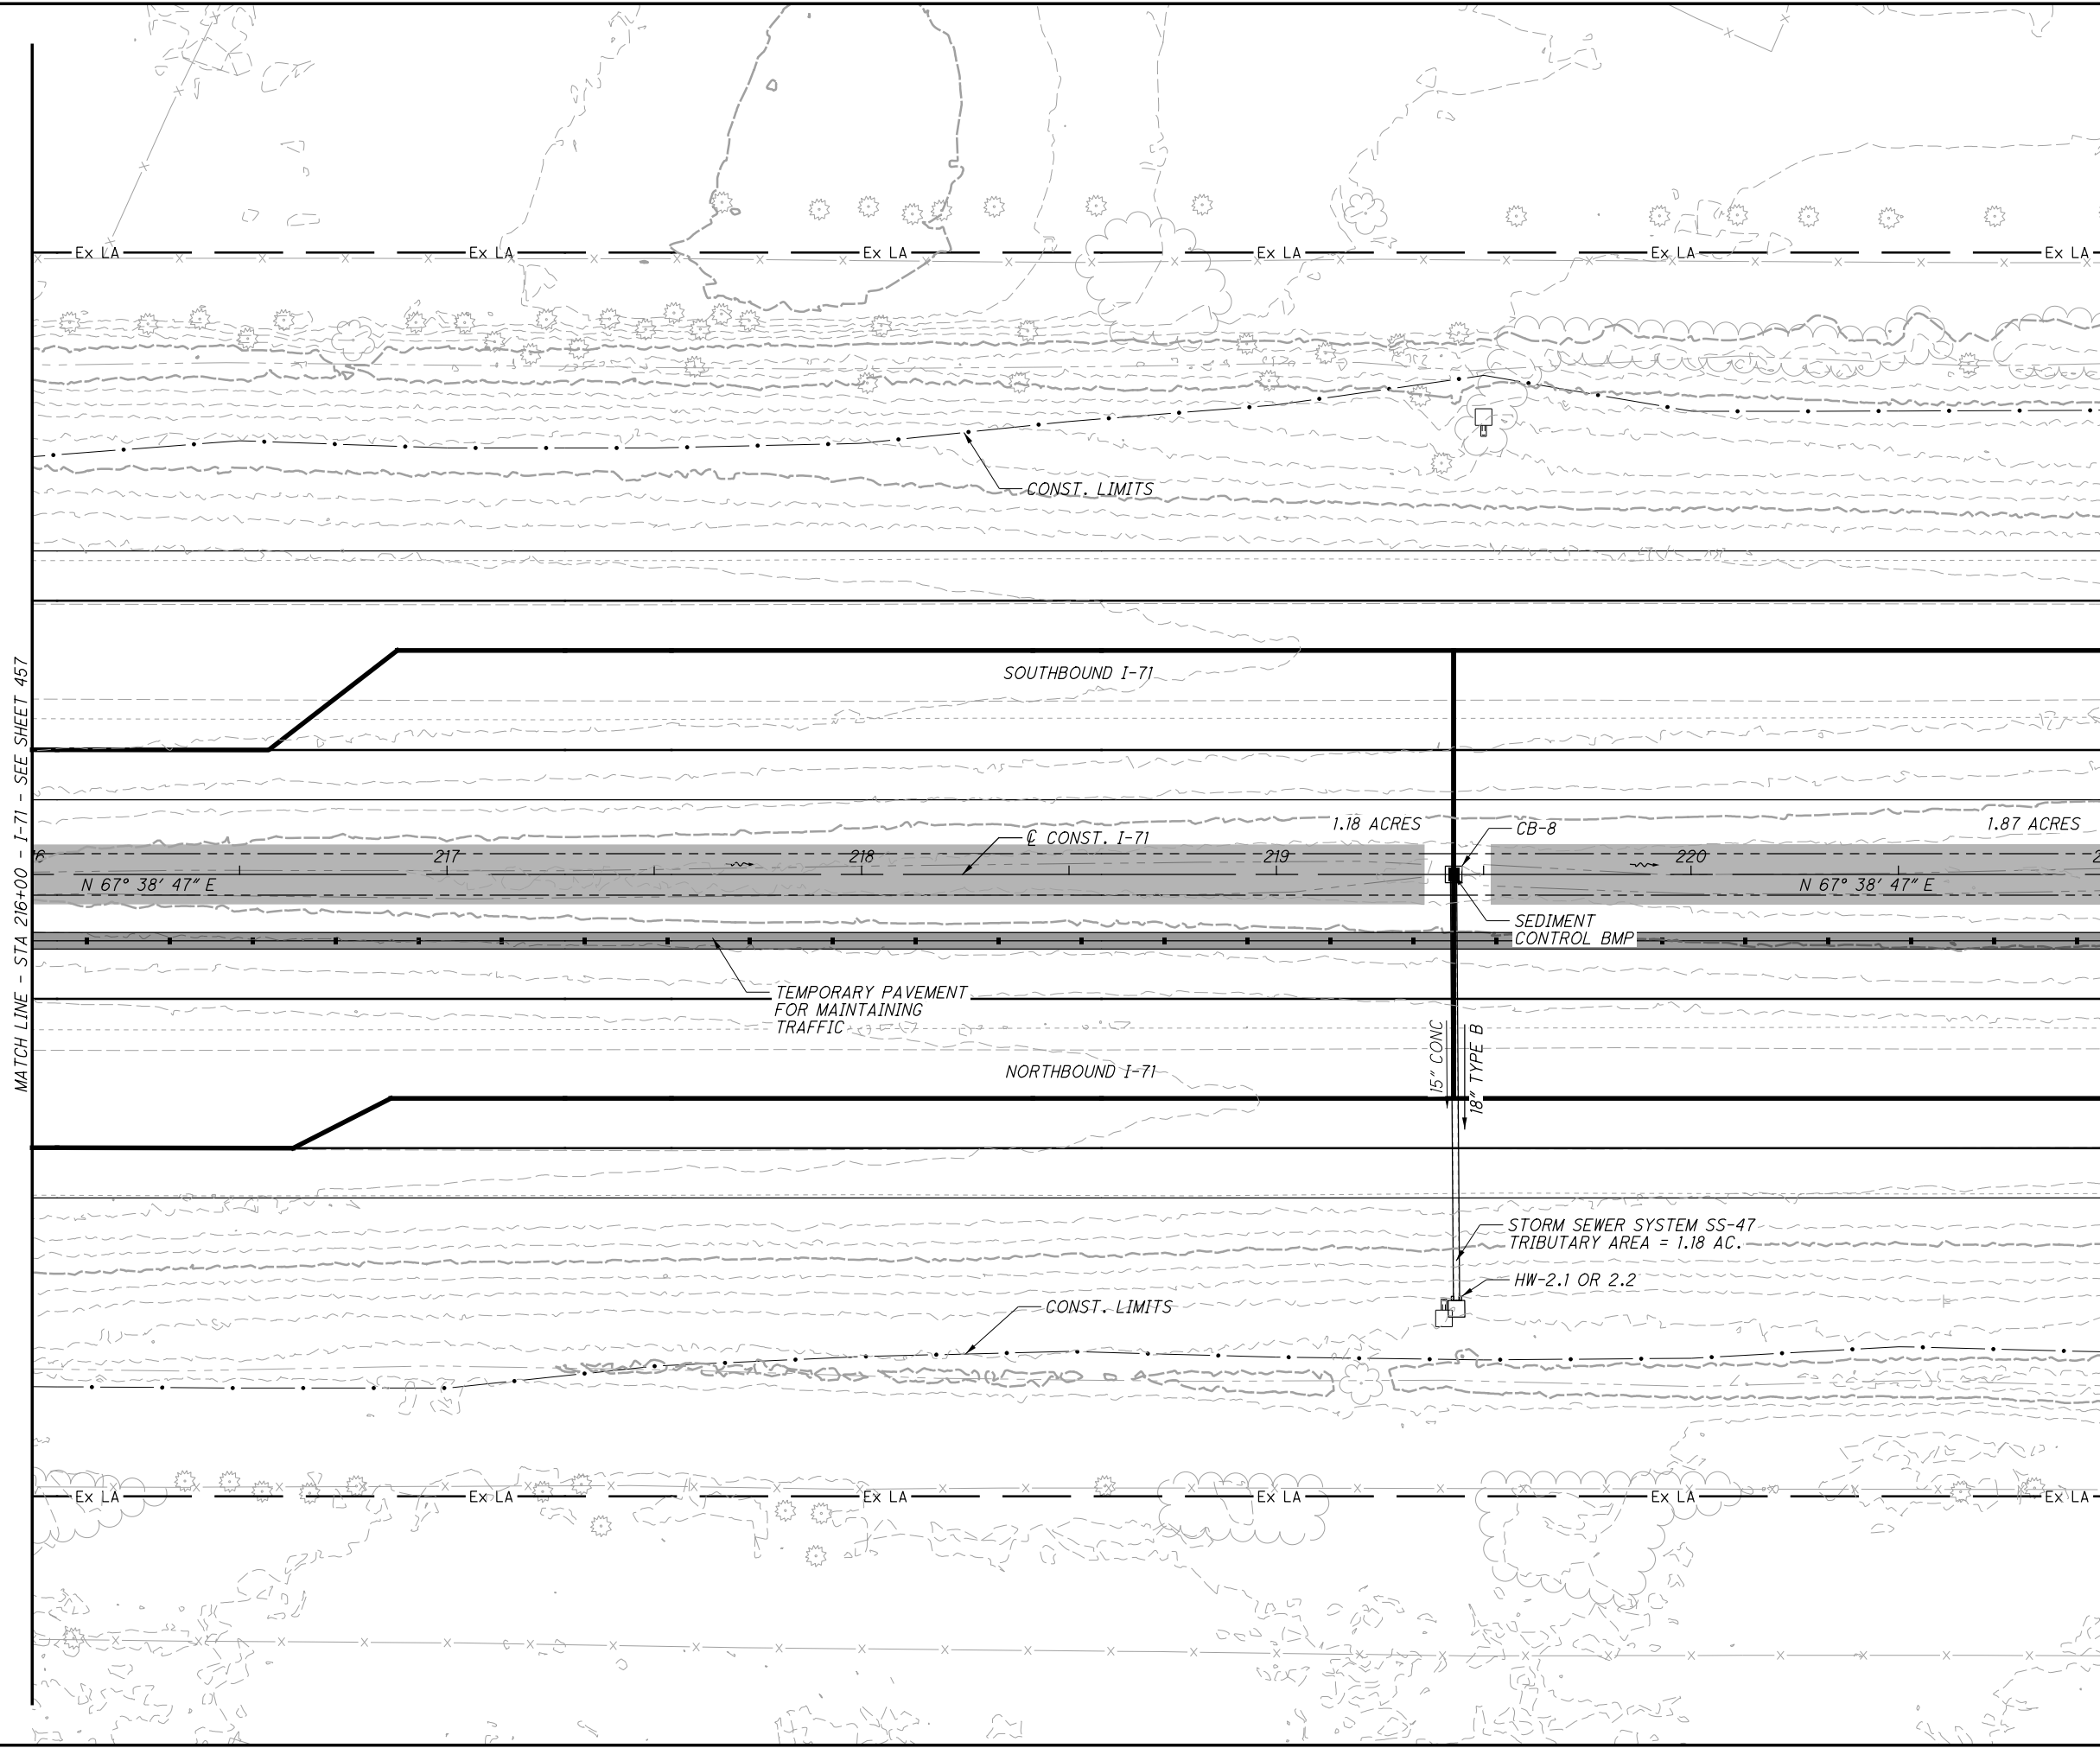 Ex LA Ex LA Ex LA Ex LA Ex LA Ex LA
CONST. LIMITS
SOUTHBOUND I-71
MATCH LINE - STA 216+00 - I-71 - SEE SHEET 457
1.18 ACRES
CB-8
1.87 ACRES
℄ CONST. I-71
217 218 219 220
N 67° 38' 47" E
N 67° 38' 47" E
SEDIMENT
CONTROL BMP
TEMPORARY PAVEMENT
FOR MAINTAINING
TRAFFIC
15" CONC
18" TYPE B
NORTHBOUND I-71
STORM SEWER SYSTEM SS-47
TRIBUTARY AREA = 1.18 AC.
HW-2.1 OR 2.2
CONST. LIMITS
Ex LA Ex LA Ex LA Ex LA Ex LA Ex LA